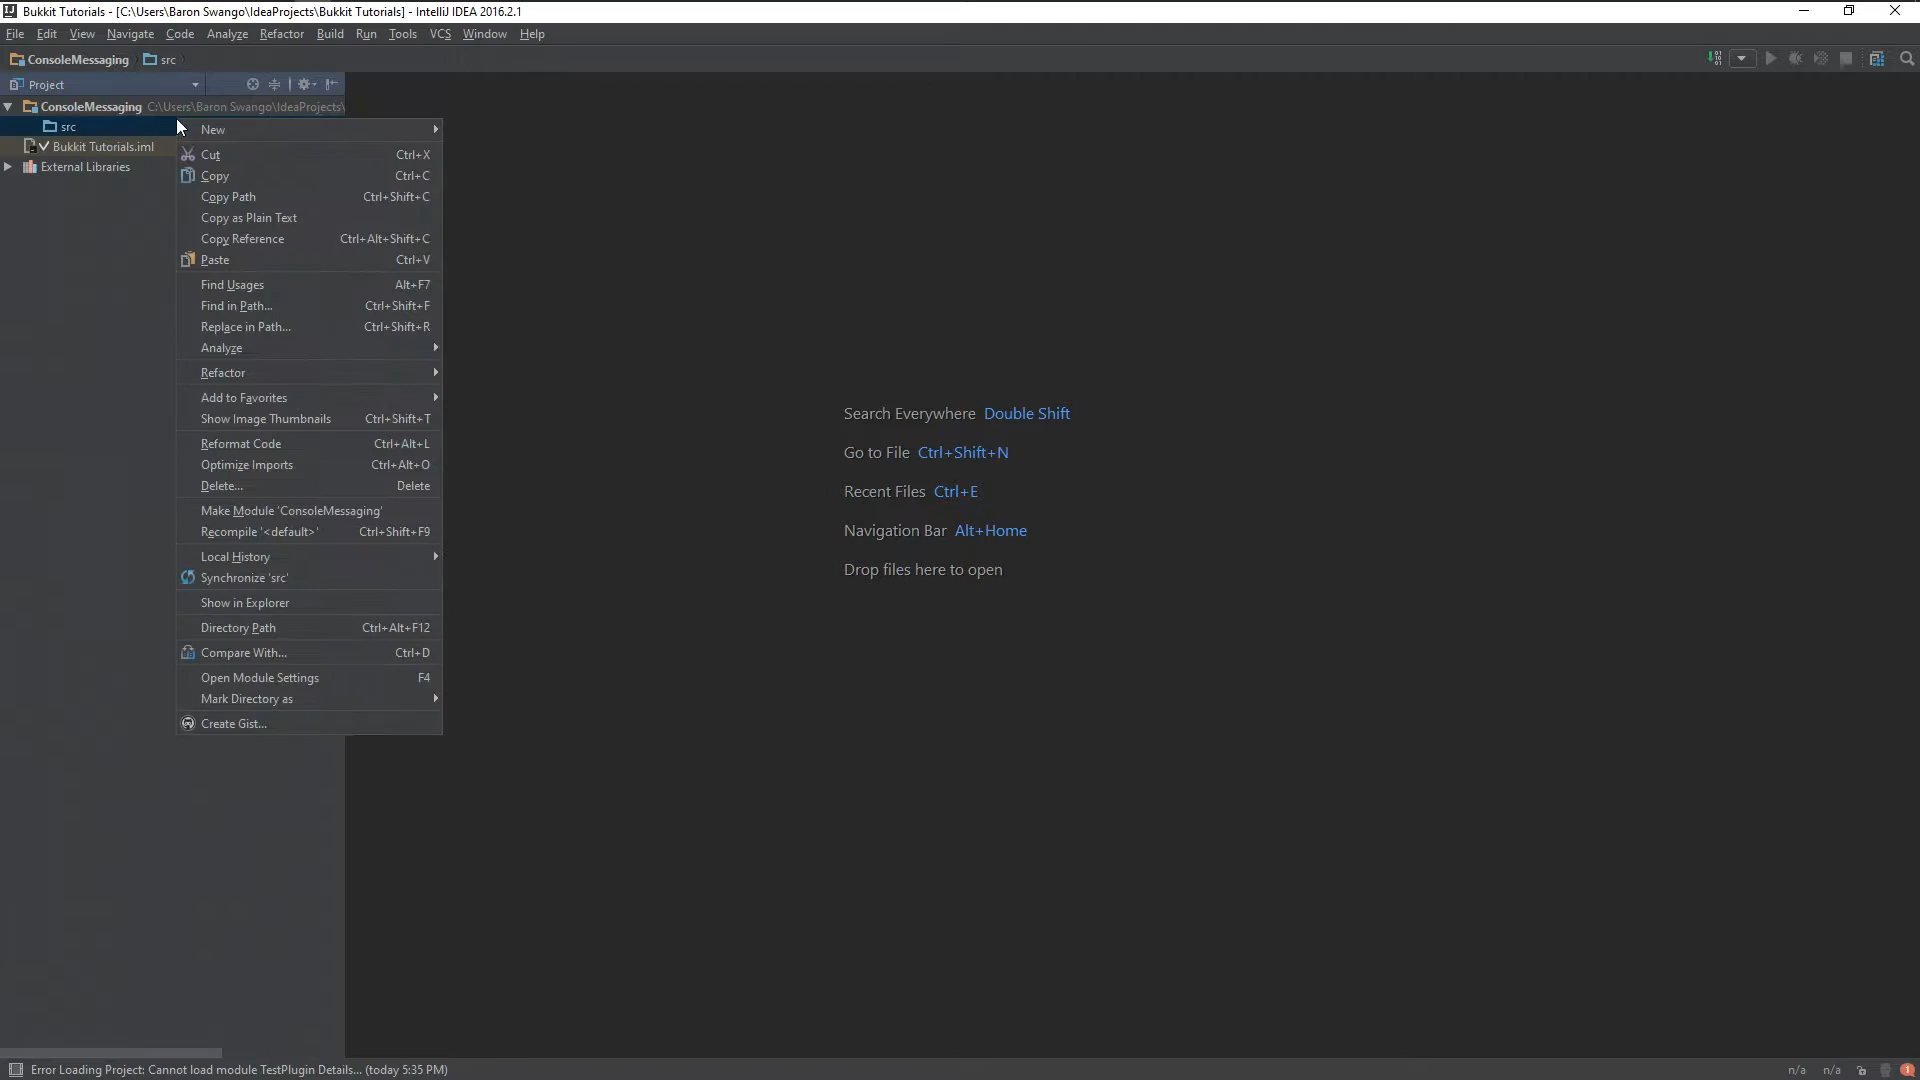 Bukkit Tutorials - [C:\Users\Baron Swango\IdeaProjects\Bukkit Tutorials] - IntelliJ IDEA 2016.2.1
File Edit View Navigate Code Analyze Refactor Build Run Tools VCS Window Help
ConsoleMessaging src
Project
ConsoleMessaging C:\Users\Baron Swango\IdeaProjects\
src
Bukkit Tutorials.iml
External Libraries
New
Cut Ctrl+X
Copy Ctrl+C
Copy Path Ctrl+Shift+C
Copy as Plain Text
Copy Reference Ctrl+Alt+Shift+C
Paste Ctrl+V
Find Usages Alt+F7
Find in Path... Ctrl+Shift+F
Replace in Path... Ctrl+Shift+R
Analyze
Refactor
Add to Favorites
Show Image Thumbnails Ctrl+Shift+T
Reformat Code Ctrl+Alt+L
Optimize Imports Ctrl+Alt+O
Delete... Delete
Make Module 'ConsoleMessaging'
Recompile '<default>' Ctrl+Shift+F9
Local History
Synchronize 'src'
Show in Explorer
Directory Path Ctrl+Alt+F12
Compare With... Ctrl+D
Open Module Settings F4
Mark Directory as
Create Gist...
Search Everywhere Double Shift
Go to File Ctrl+Shift+N
Recent Files Ctrl+E
Navigation Bar Alt+Home
Drop files here to open
Error Loading Project: Cannot load module TestPlugin Details... (today 5:35 PM)
n/a n/a 1